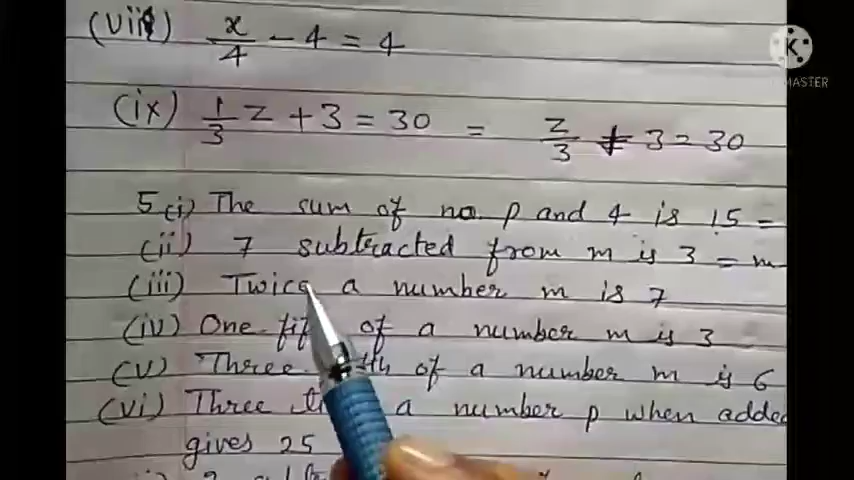 (viii) x/4 - 4 = 4
K
MASTER
(ix) 1/3 z + 3 = 30 = z/3 + 3 = 30
5(i) The sum of no. p and 4 is 15 =
(ii) 7 subtracted from m is 3 = m
(iii) Twice a number m is 7
(iv) One of a number m is 3
(v) Three th of a number m is 6
(vi) Three a number p when added
gives 25